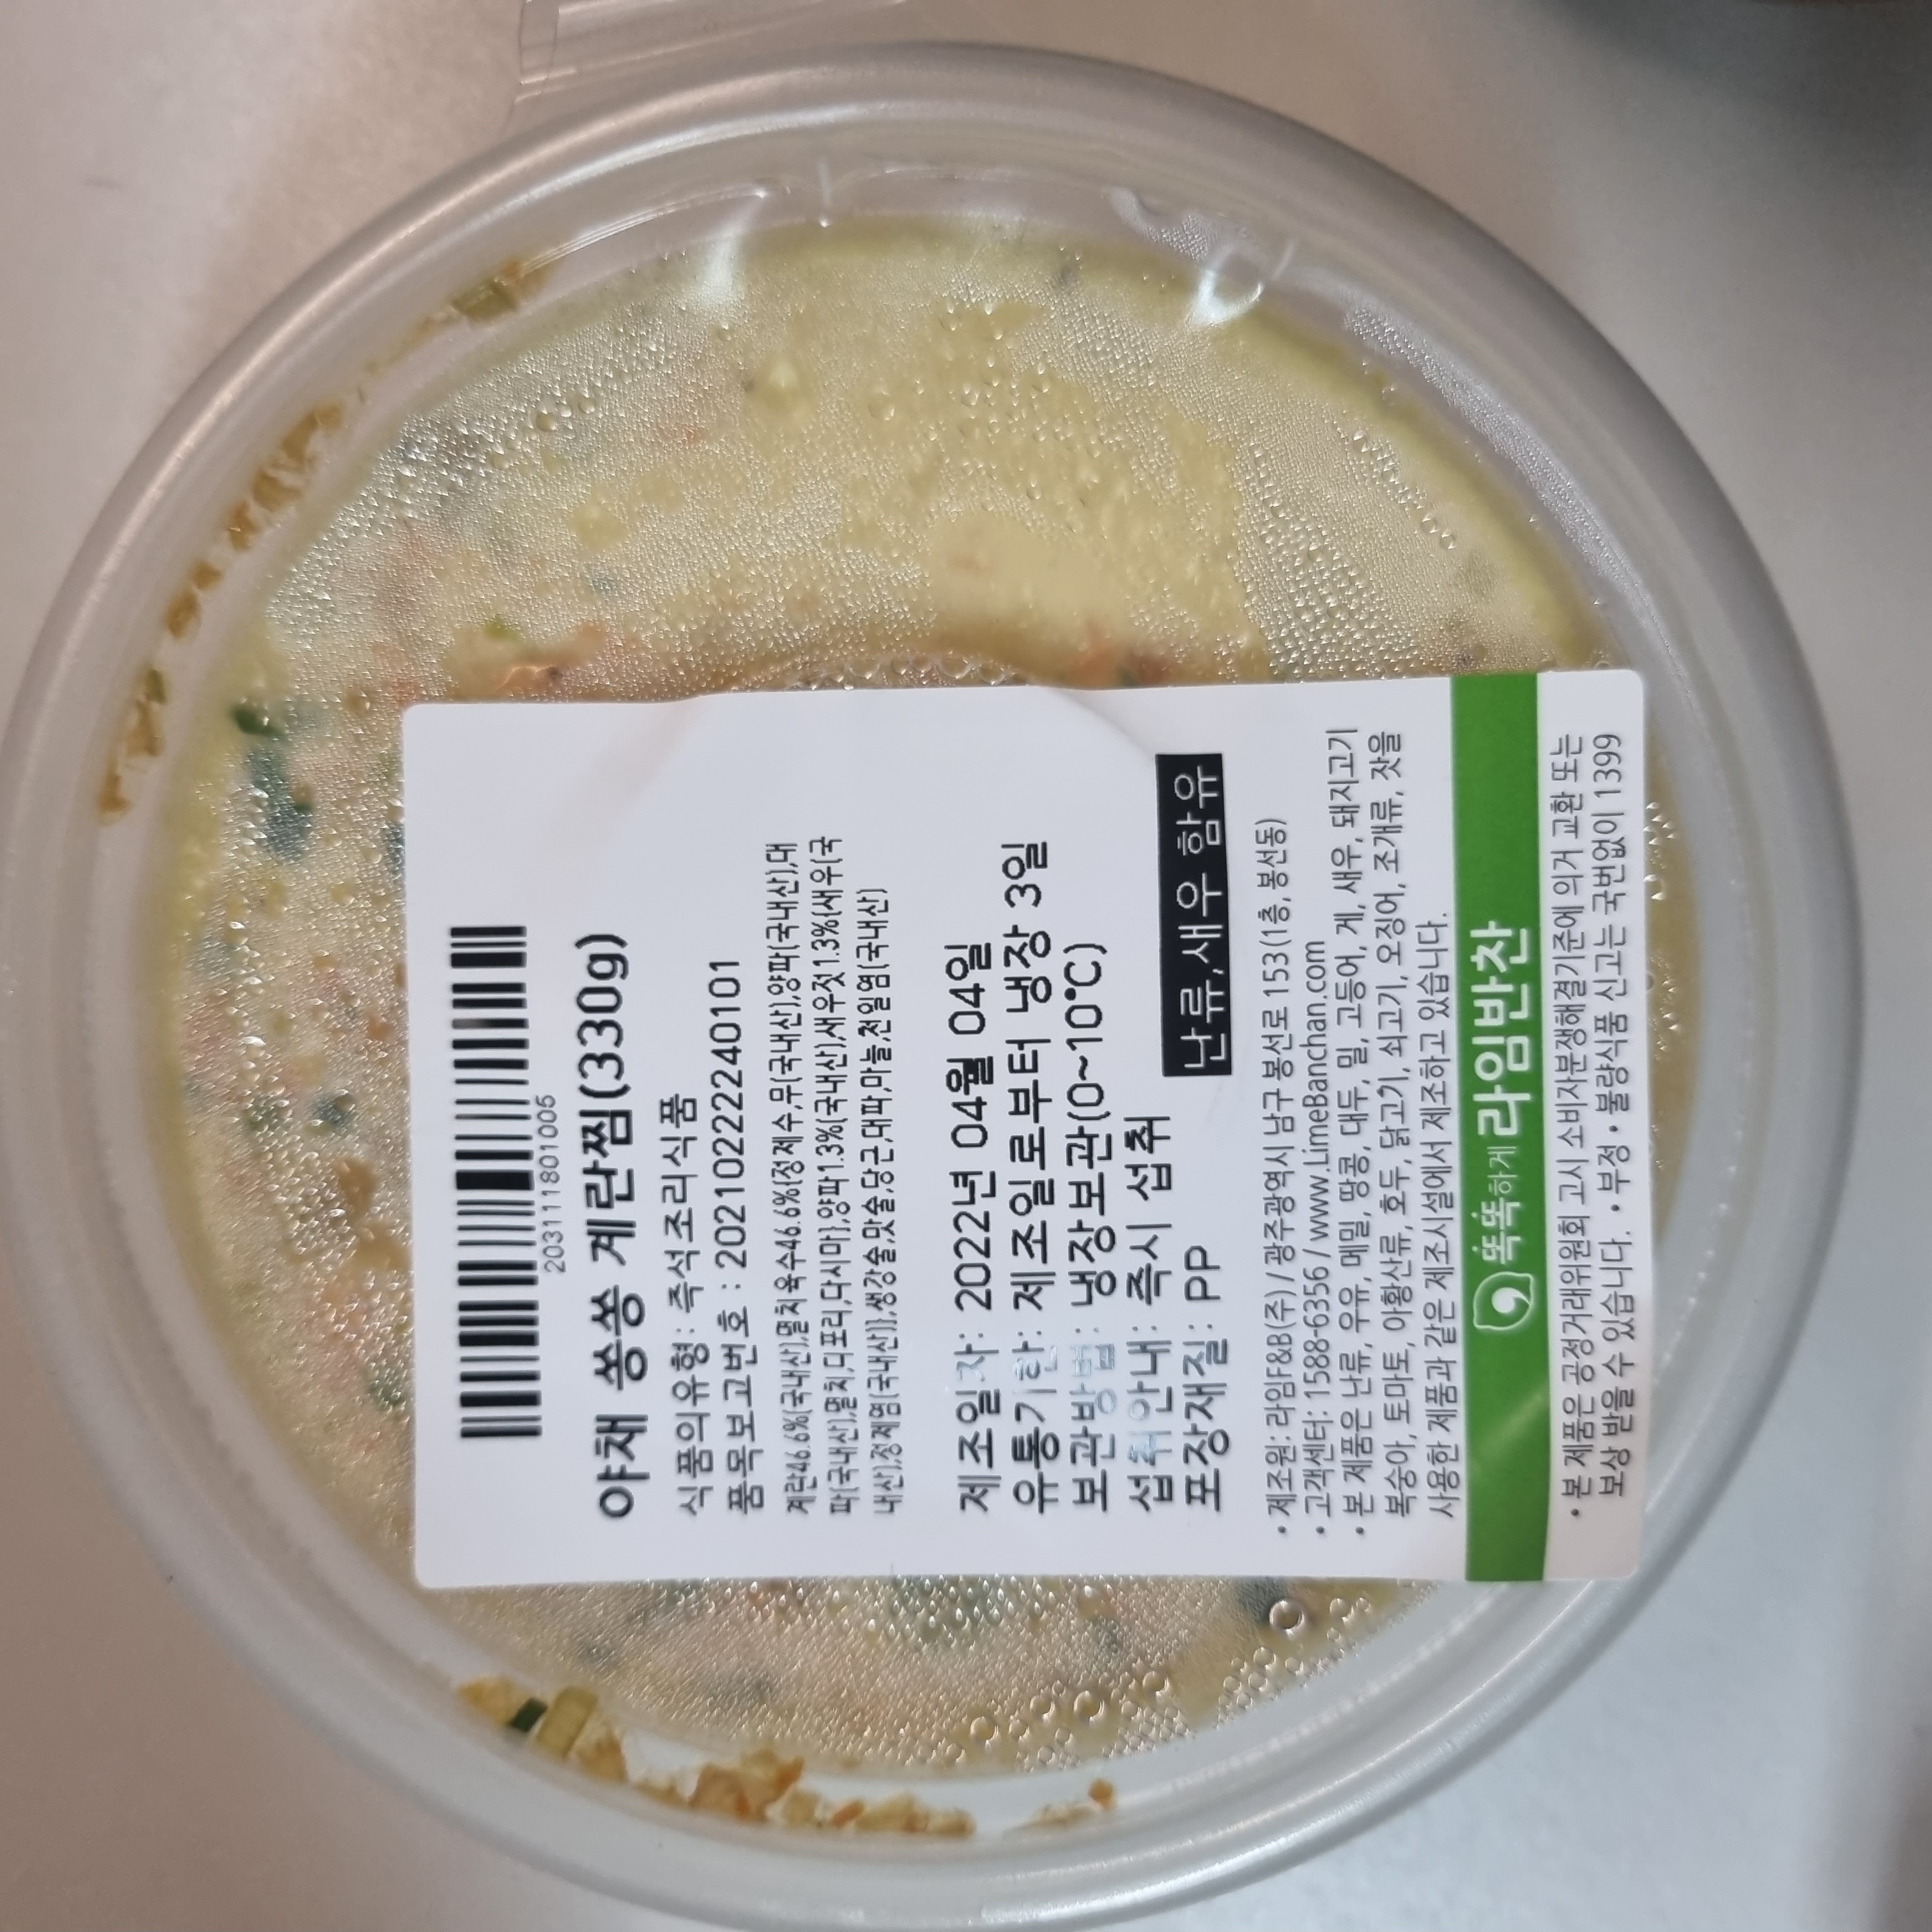 203111801005
야채 쏭쏭 계란찜(330g)
식품의유형: 즉석조리식품
품목보고번호 : 20210222240101
계란46.6%(국내산),멸치육수46.6%{정제수,무(국내산),양파(국내산),대
파(국내산),멸치,디포리,다시마},양파1.3%(국내산),새우젓1.3%{새우(국
내산),정제염(국내산)},생강술,맛술,당근,대파,마늘,천일염(국내산)
제조일자: 2022년 04월 04일
유통기한: 제조일로부터 냉장 3일
보관방법: 냉장보관(0~10℃)
섭취안내: 즉시 섭취
포장재질: PP
난류,새우 함유
• 제조원: 라임F&B(주) / 광주광역시 남구 봉선로 153(1층, 봉선동)
• 고객센터: 1588-6356 / www.LimeBanchan.com
• 본 제품은 난류, 우유, 메밀, 땅콩, 대두, 밀, 고등어, 게, 새우, 돼지고기
복숭아, 토마토, 아황산류, 호두, 닭고기, 쇠고기, 오징어, 조개류, 잣을
사용한 제품과 같은 제조시설에서 제조하고 있습니다.
똑똑하게 라임반찬
• 본 제품은 공정거래위원회 고시 소비자분쟁해결기준에 의거 교환 또는
보상 받을 수 있습니다. • 부정 • 불량식품 신고는 국번없이 1399